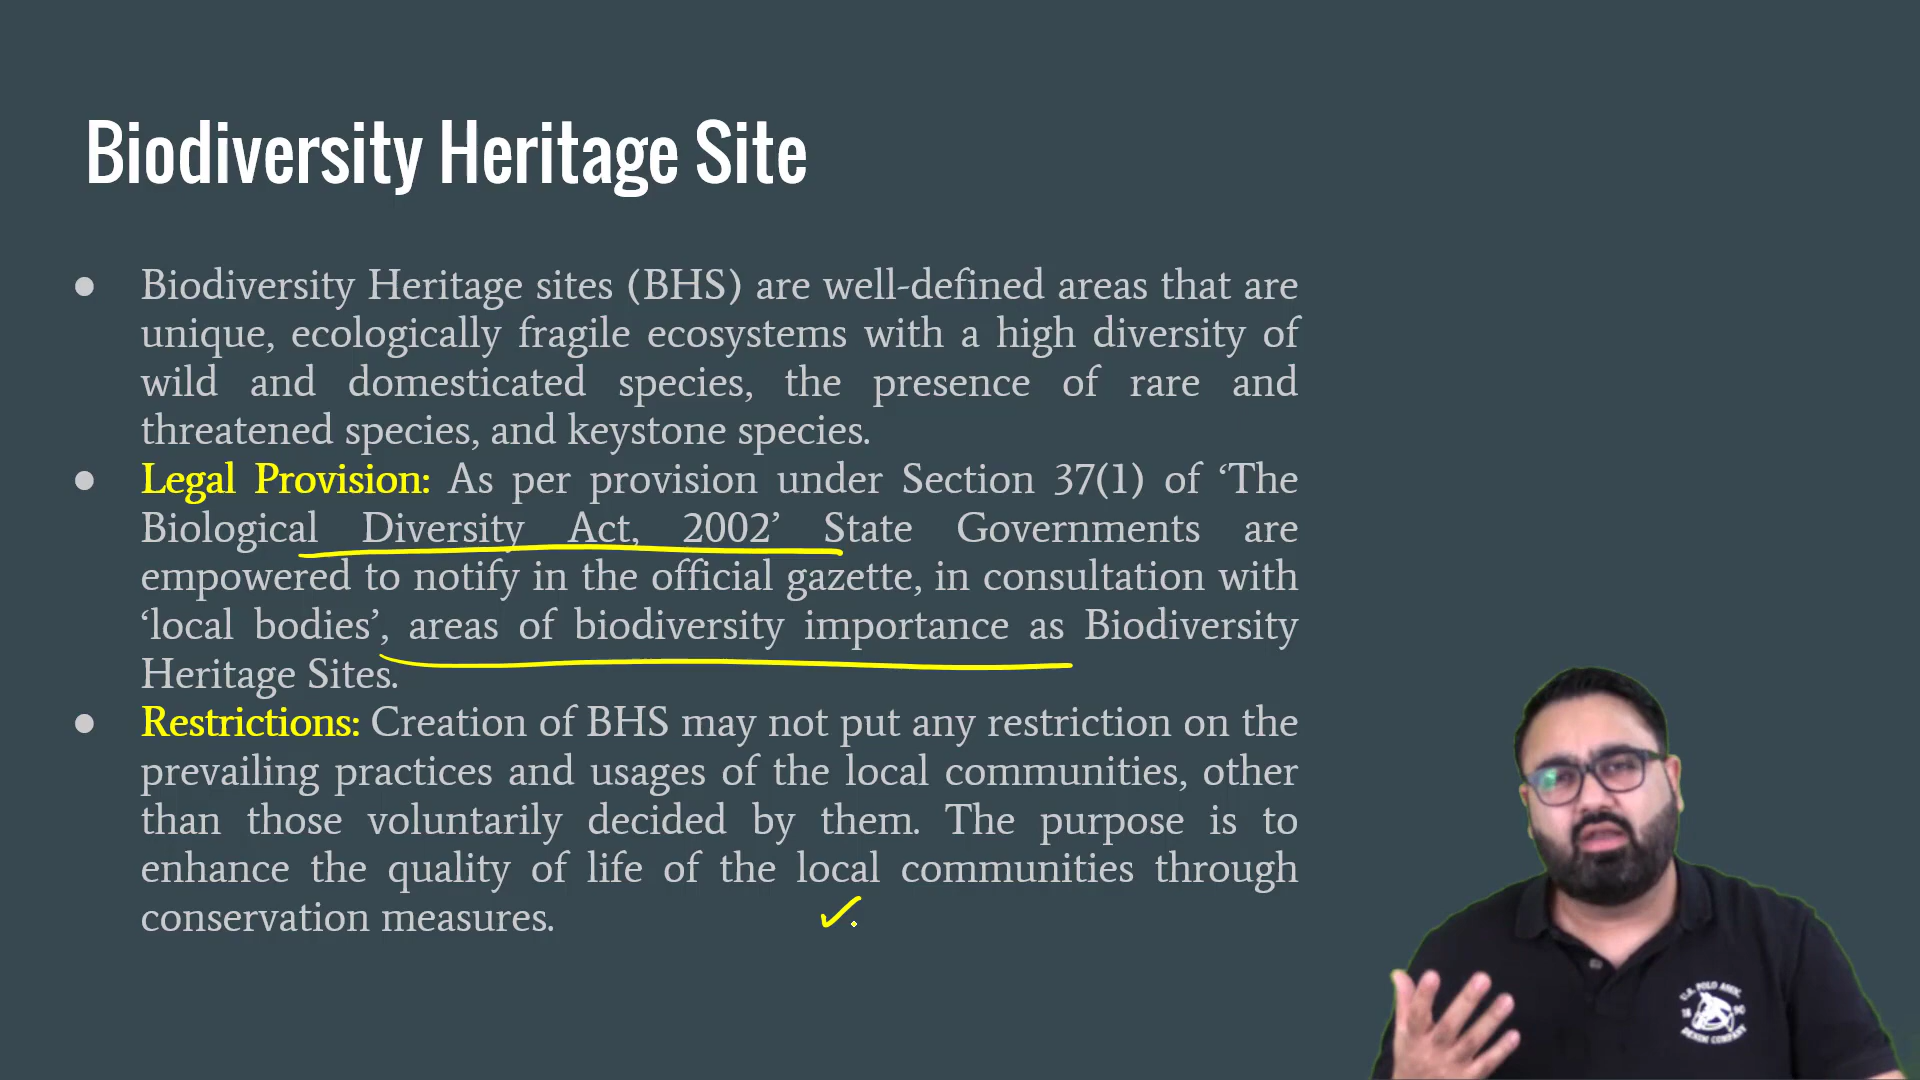 Biodiversity Heritage Site
● Biodiversity Heritage sites (BHS) are well-defined areas that are
unique, ecologically fragile ecosystems with a high diversity of
wild and domesticated species, the presence of rare and
threatened species, and keystone species.
● Legal Provision: As per provision under Section 37(1) of ‘The
Biological Diversity Act, 2002’ State Governments are
empowered to notify in the official gazette, in consultation with
‘local bodies’, areas of biodiversity importance as Biodiversity
Heritage Sites.
● Restrictions: Creation of BHS may not put any restriction on the
prevailing practices and usages of the local communities, other
than those voluntarily decided by them. The purpose is to
enhance the quality of life of the local communities through
conservation measures.
U.S. POLO ASSN.
18 90
DENIM COMPANY